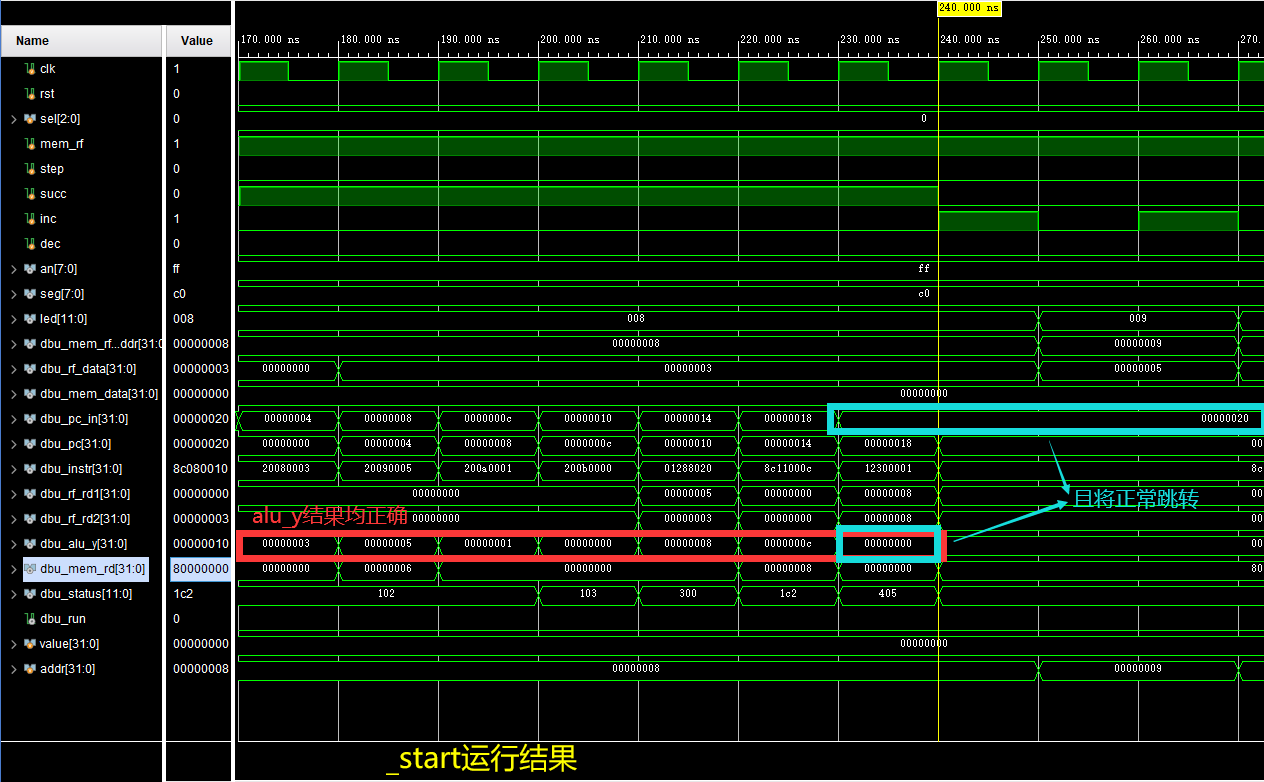 240.000 ns
Name Value
170.000 ns 180.000 ns 190.000 ns 200.000 ns 210.000 ns 220.000 ns 230.000 ns 240.000 ns 250.000 ns 260.000 ns 270.
clk 1
rst 0
sel[2:0] 0 0
mem_rf 1
step 0
succ 0
inc 1
dec 0
an[7:0] ff ff
seg[7:0] c0 c0
led[11:0] 008 008 009
dbu_mem_rf...ddr[31:0 00000008 00000008 00000009
dbu_rf_data[31:0] 00000003 00000000 00000003 00000005
dbu_mem_data[31:0] 00000000 00000000
dbu_pc_in[31:0] 00000020 00000004 00000008 0000000c 00000010 00000014 00000018 00000020
dbu_pc[31:0] 00000020 00000000 00000004 00000008 0000000c 00000010 00000014 00000018 00
dbu_instr[31:0] 8c080010 20080003 20090005 200a0001 200b0000 01288020 8c11000c 12300001 8c
dbu_rf_rd1[31:0] 00000000 00000000 00000005 00000000 00000008 00
且将正常跳转
dbu_rf_rd2[31:0] 00000003 00000000 00000003 00000000 00000008 00
alu_y结果均正确
dbu_alu_y[31:0] 00000010 00000003 00000005 00000001 00000000 00000008 0000000c 00000000 00
dbu_mem_rd[31:0] 80000000 00000000 00000006 00000000 00000008 00000000 80
dbu_status[11:0] 1c2 102 103 300 1c2 405
dbu_run 0
value[31:0] 00000000 00000000
addr[31:0] 00000008 00000008 00000009
_start运行结果